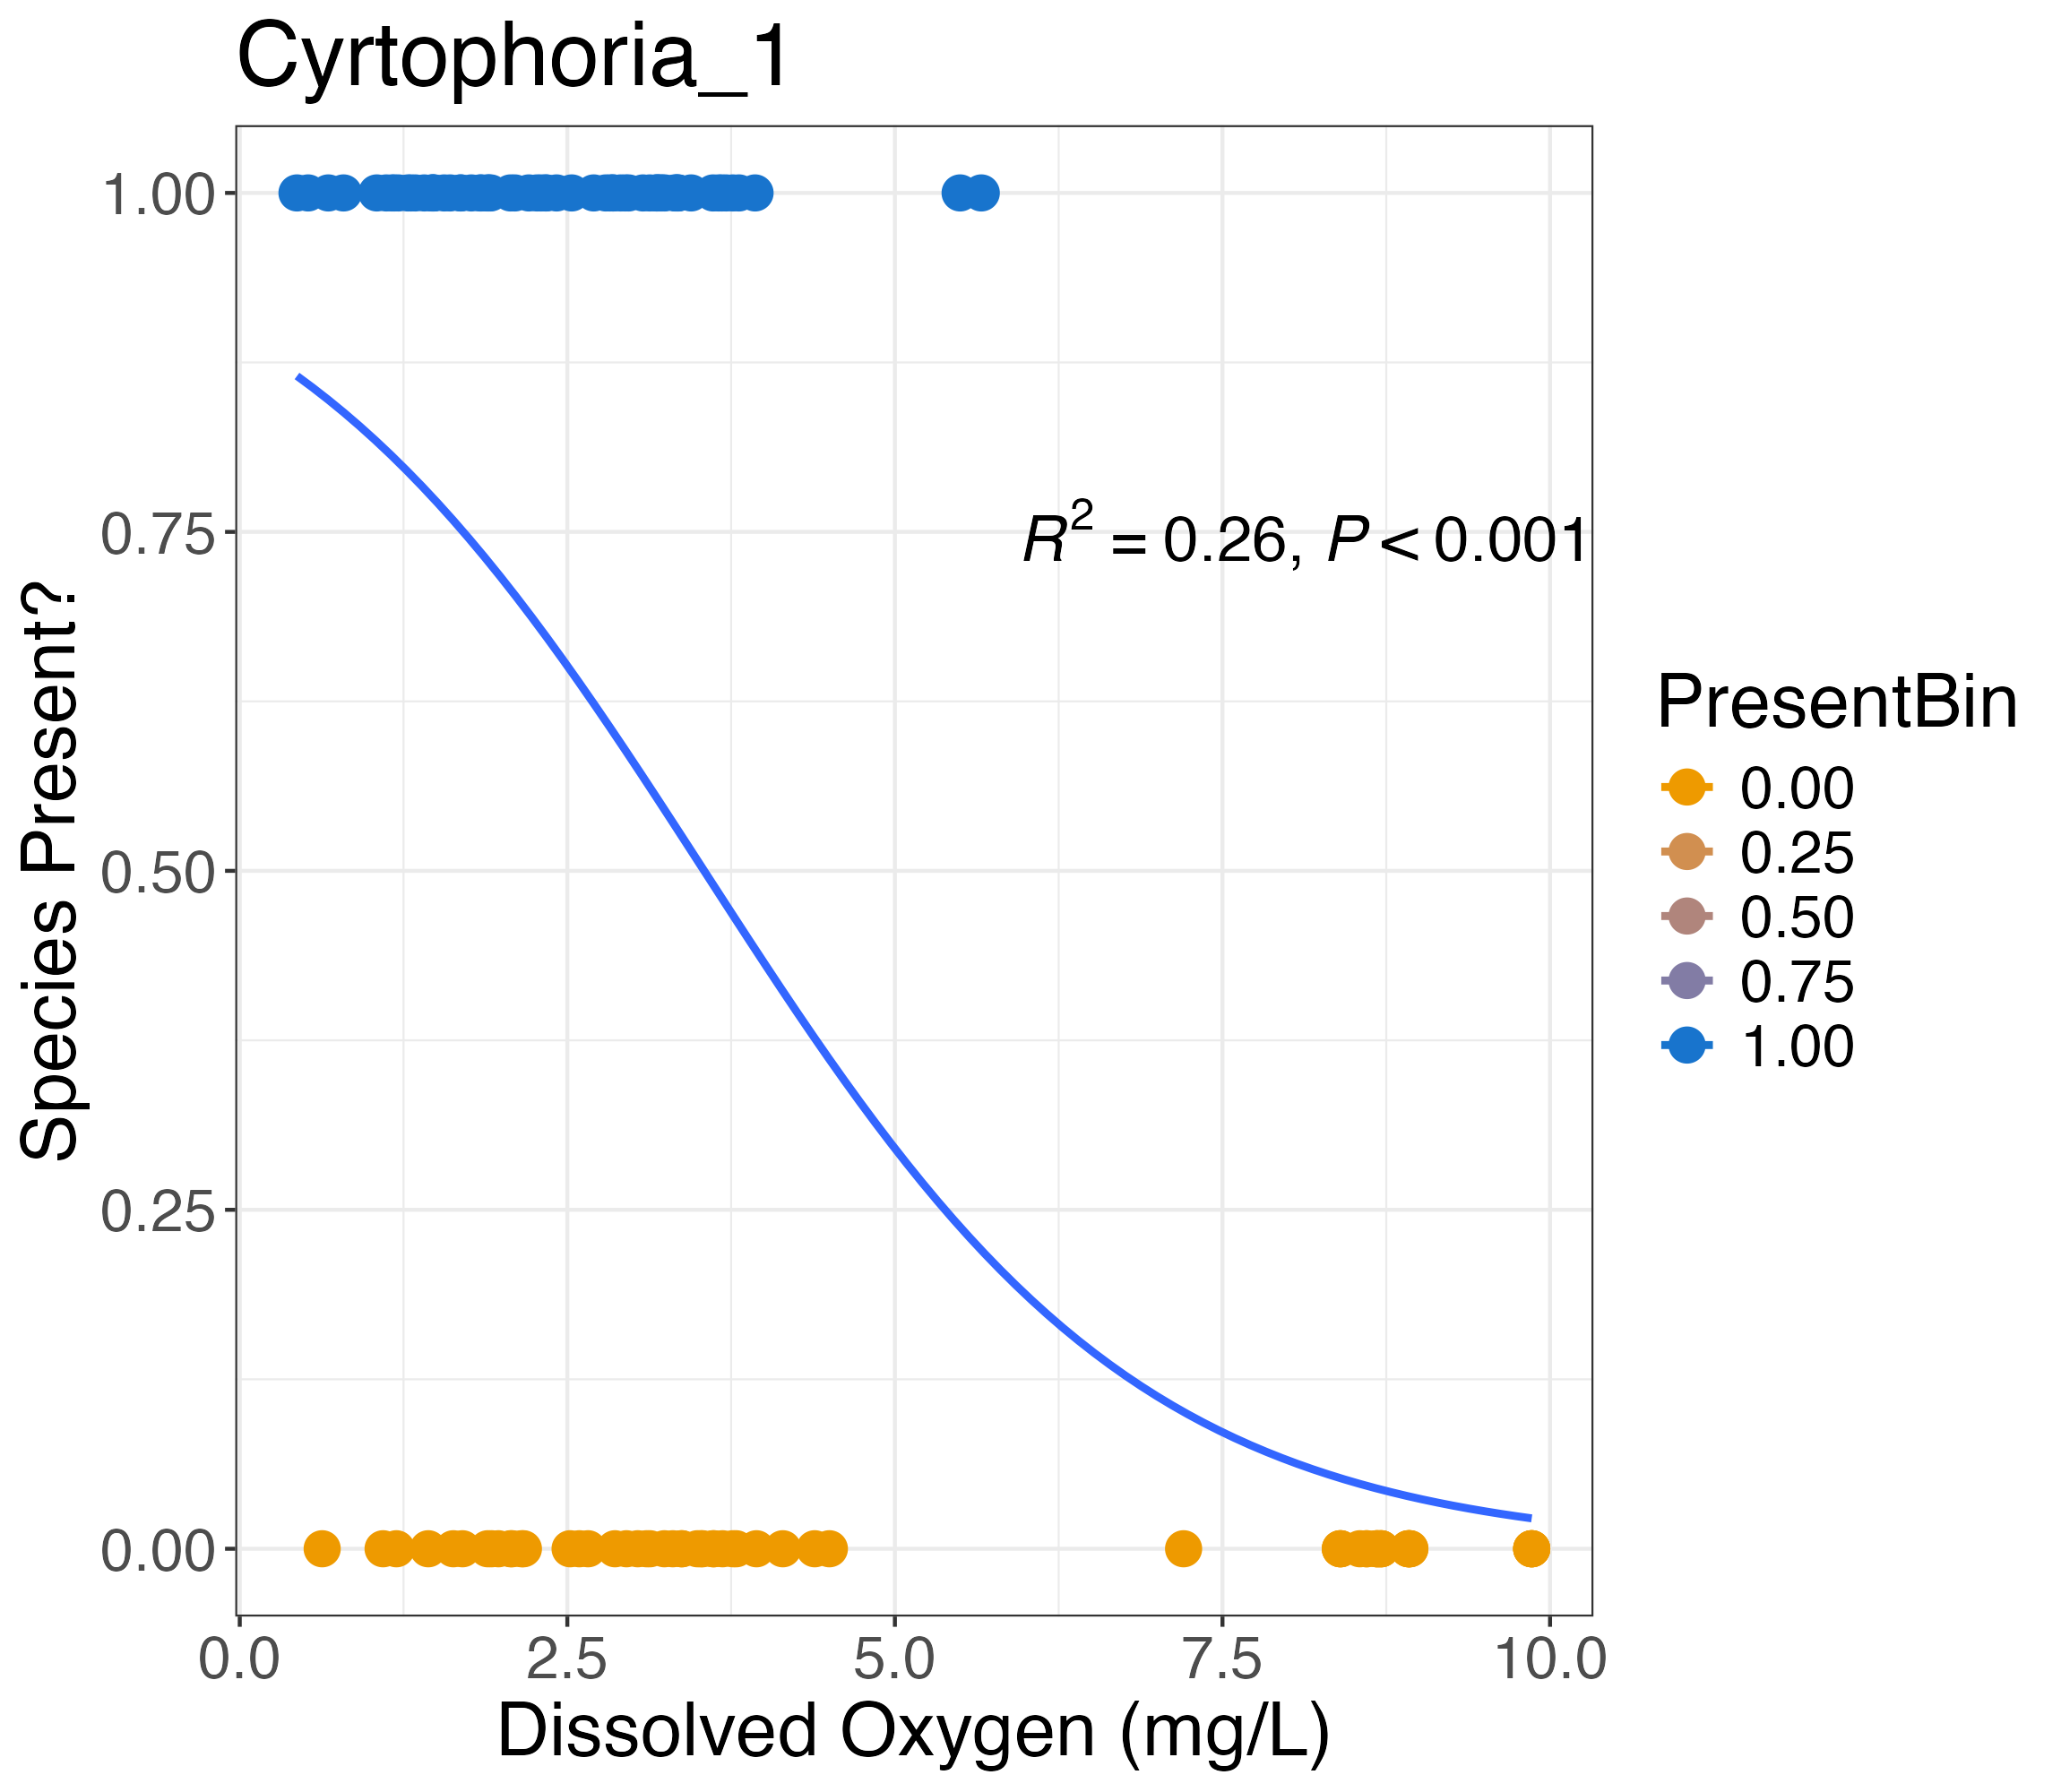 Cyrtophoria_1
1.00
0.75
0.50
0.25
0.00
Species Present?
R² = 0.26, P < 0.001
0.0 2.5 5.0 7.5 10.0
Dissolved Oxygen (mg/L)
PresentBin
0.00
0.25
0.50
0.75
1.00